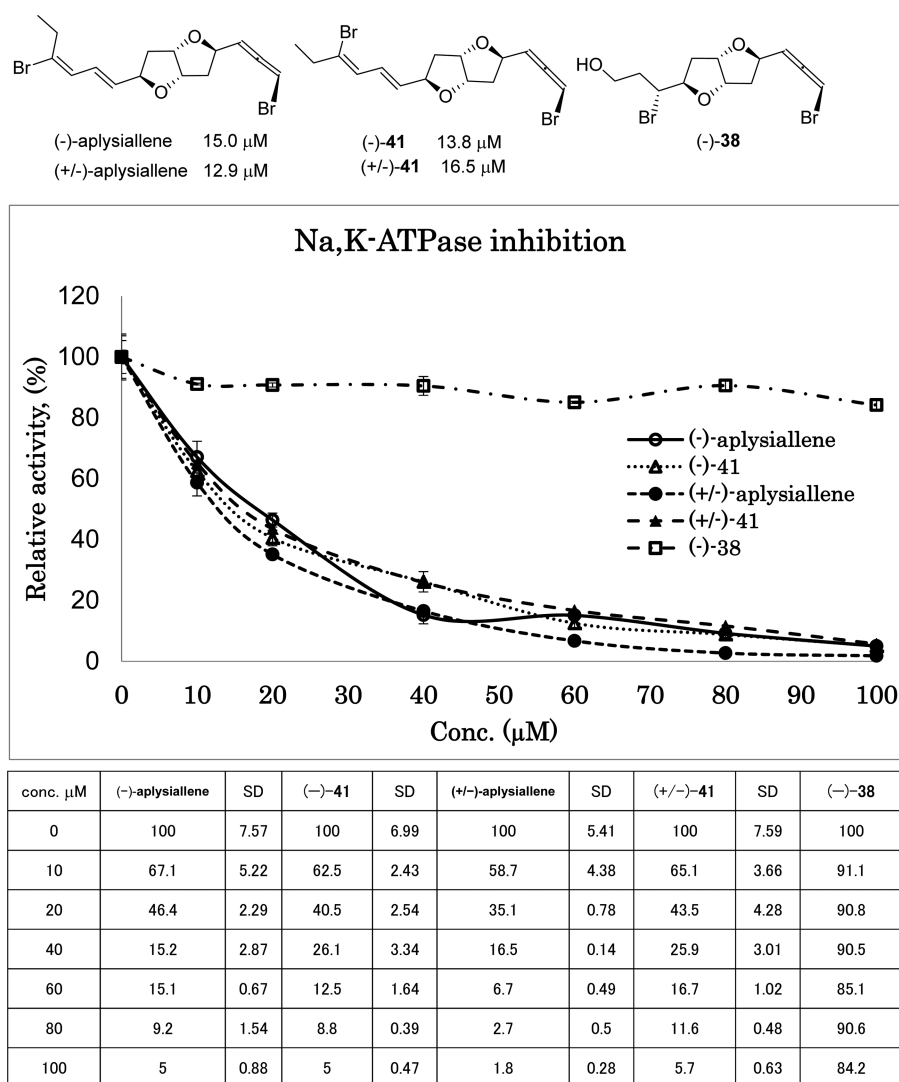 Br
O
O
Br
(-)-aplysiallene 15.0 μM
(+/-)-aplysiallene 12.9 μM
Br
O
O
Br
(-)-41 13.8 μM
(+/-)-41 16.5 μM
HO
Br
O
O
Br
(-)-38
Na,K-ATPase inhibition
Relative activity, (%)
120
100
80
60
40
20
0
(-)-aplysiallene
(-)-41
(+/-)-aplysiallene
(+/-)-41
(-)-38
0 10 20 30 40 50 60 70 80 90 100
Conc. (μM)
conc. μM (-)-aplysiallene SD (—)-41 SD (+/-)-aplysiallene SD (+/-)-41 SD (—)-38
0 100 7.57 100 6.99 100 5.41 100 7.59 100
10 67.1 5.22 62.5 2.43 58.7 4.38 65.1 3.66 91.1
20 46.4 2.29 40.5 2.54 35.1 0.78 43.5 4.28 90.8
40 15.2 2.87 26.1 3.34 16.5 0.14 25.9 3.01 90.5
60 15.1 0.67 12.5 1.64 6.7 0.49 16.7 1.02 85.1
80 9.2 1.54 8.8 0.39 2.7 0.5 11.6 0.48 90.6
100 5 0.88 5 0.47 1.8 0.28 5.7 0.63 84.2